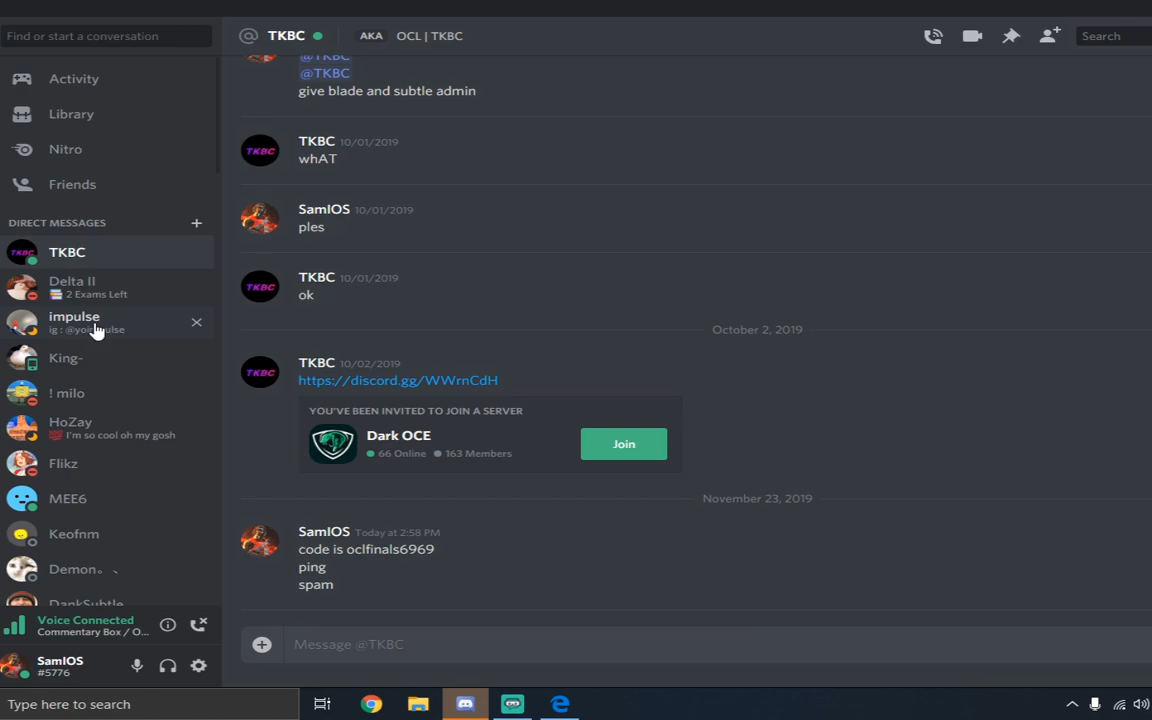 Find or start a conversation
@ TKBC AKA OCL | TKBC
Search
Activity
Library
Nitro
Friends
DIRECT MESSAGES +
TKBC
Delta II
2 Exams Left
impulse
King-
! milo
HoZay
I'm so cool oh my gosh
Flikz
MEE6
Keofnm
Demon。、
DankSubtle
Voice Connected
Commentary Box / O...
SamIOS
#5776
@TKBC
@TKBC
give blade and subtle admin
TKBC 10/01/2019
whAT
SamIOS 10/01/2019
ples
TKBC 10/01/2019
ok
October 2, 2019
TKBC 10/02/2019
https://discord.gg/WWrnCdH
YOU'VE BEEN INVITED TO JOIN A SERVER
Dark OCE
66 Online 163 Members
Join
November 23, 2019
SamIOS Today at 2:58 PM
code is oclfinals6969
ping
spam
Message @TKBC
Type here to search